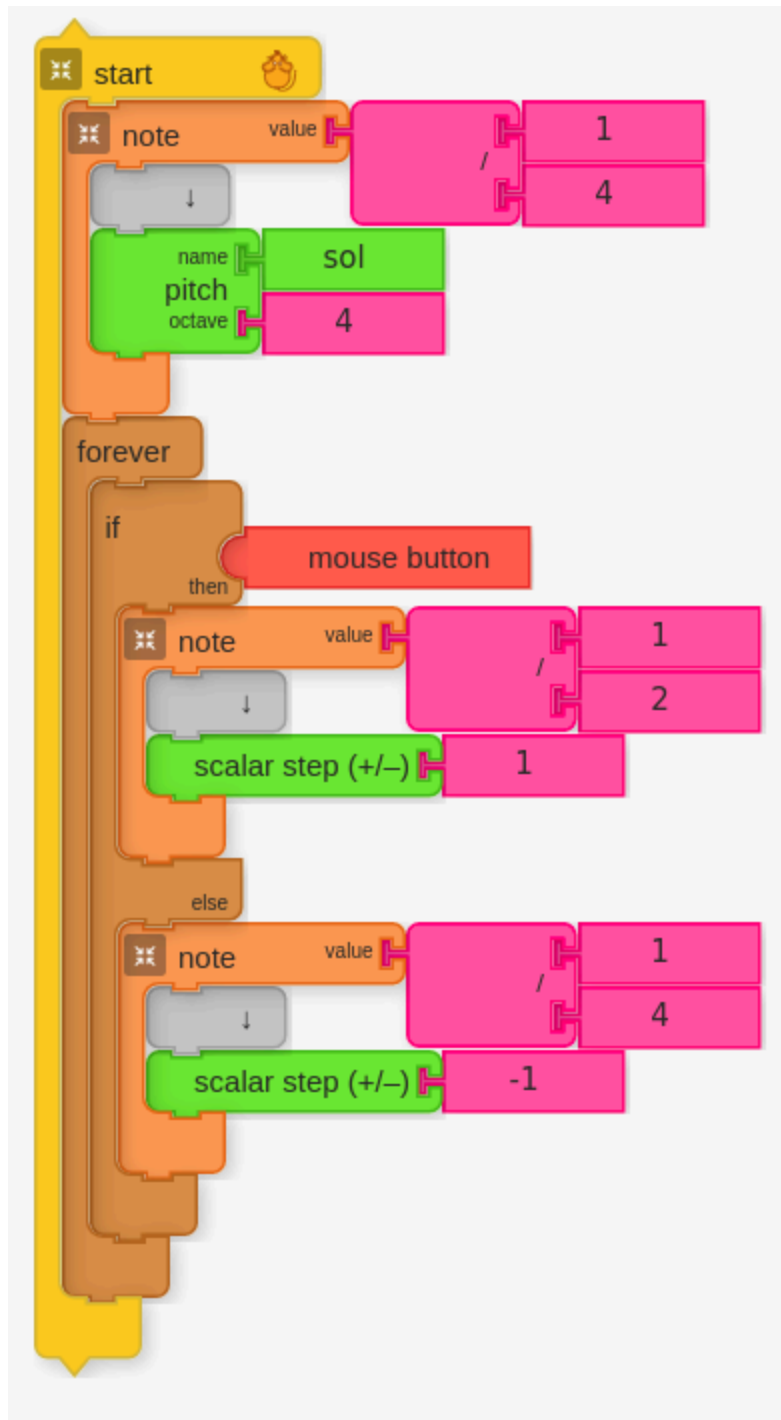 start
note value 1
/
↓ 4
name sol
pitch
octave 4
forever
if
mouse button
then
note value 1
/
↓ 2
scalar step (+/–) 1
else
note value 1
/
↓ 4
scalar step (+/–) -1